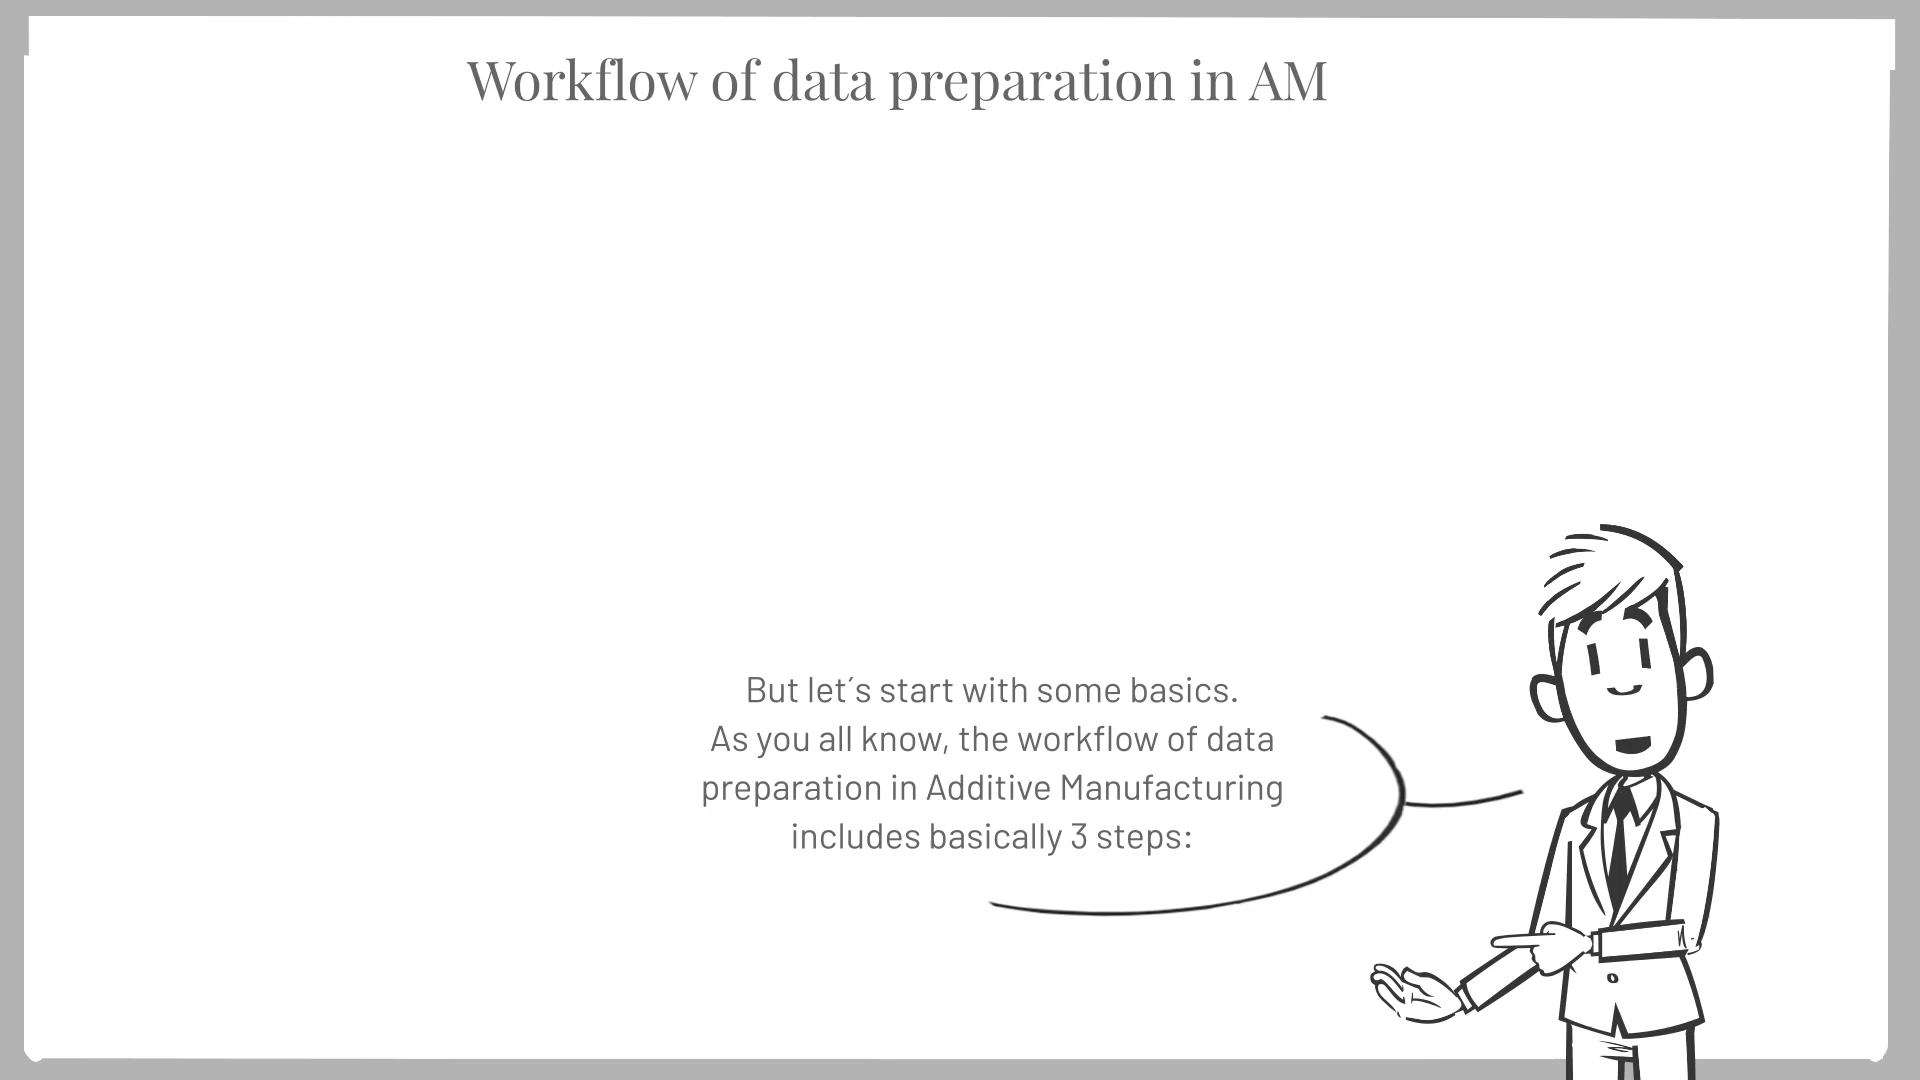 Workflow of data preparation in AM
But let´s start with some basics.
As you all know, the workflow of data
preparation in Additive Manufacturing
includes basically 3 steps: